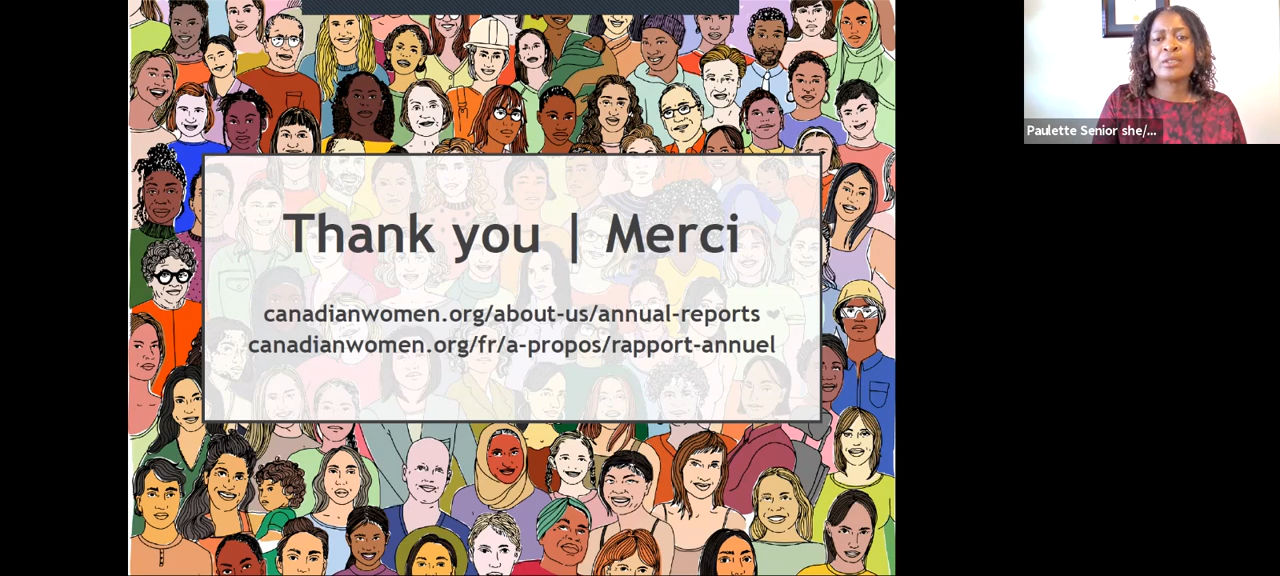 Thank you | Merci
canadianwomen.org/about-us/annual-reports
canadianwomen.org/fr/a-propos/rapport-annuel
Paulette Senior she/...